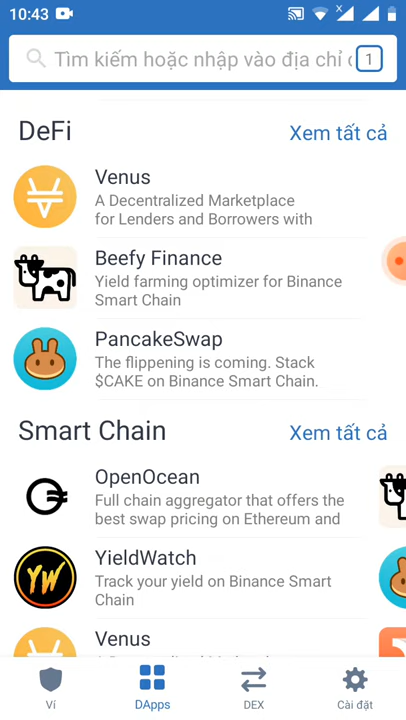 10:43
Tìm kiếm hoặc nhập vào địa chỉ
1
DeFi
Xem tất cả
Venus
A Decentralized Marketplace
for Lenders and Borrowers with
Beefy Finance
Yield farming optimizer for Binance
Smart Chain
PancakeSwap
The flippening is coming. Stack
$CAKE on Binance Smart Chain.
Smart Chain
Xem tất cả
OpenOcean
Full chain aggregator that offers the
best swap pricing on Ethereum and
YieldWatch
Track your yield on Binance Smart
Chain
YW
Venus
Ví
DApps
DEX
Cài đặt